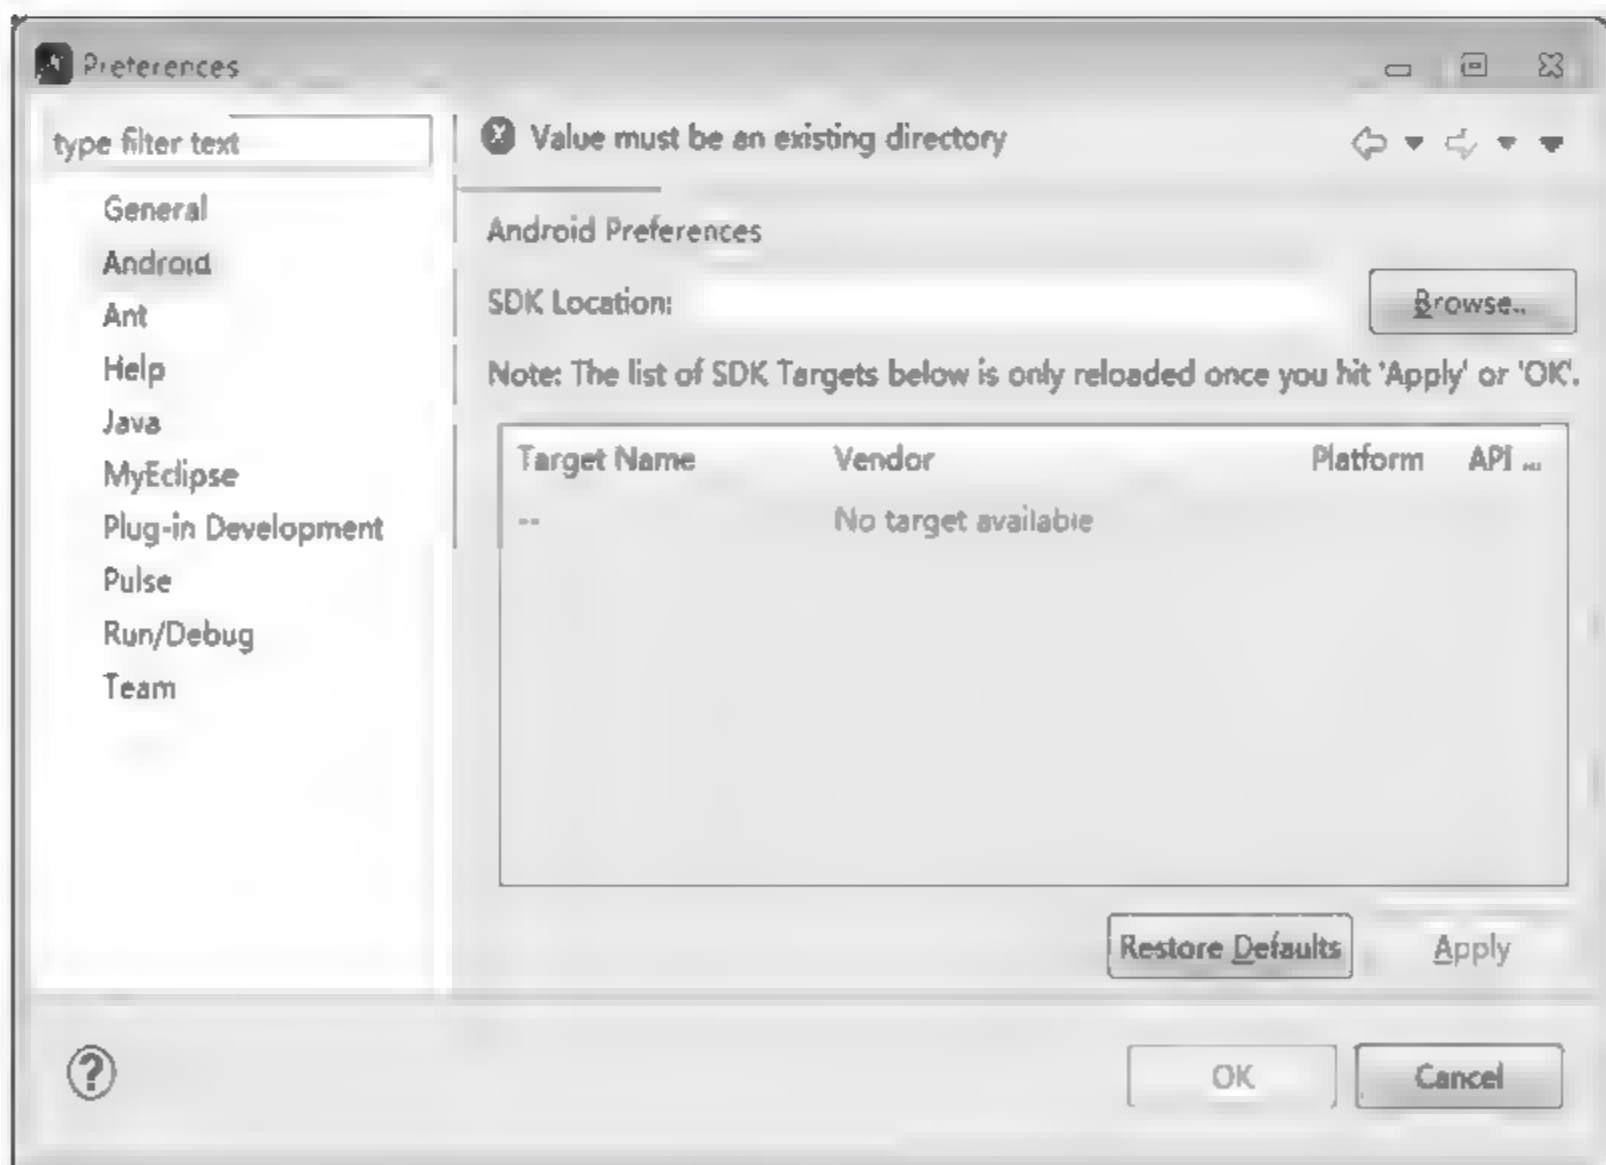 Preferences
type filter text
General
Android
Ant
Help
Java
MyEclipse
Plug-in Development
Pulse
Run/Debug
Team
Value must be an existing directory
Android Preferences
SDK Location:
Browse...
Note: The list of SDK Targets below is only reloaded once you hit 'Apply' or 'OK'.
Target Name Vendor Platform API ...
-- No target available
Restore Defaults Apply
OK Cancel